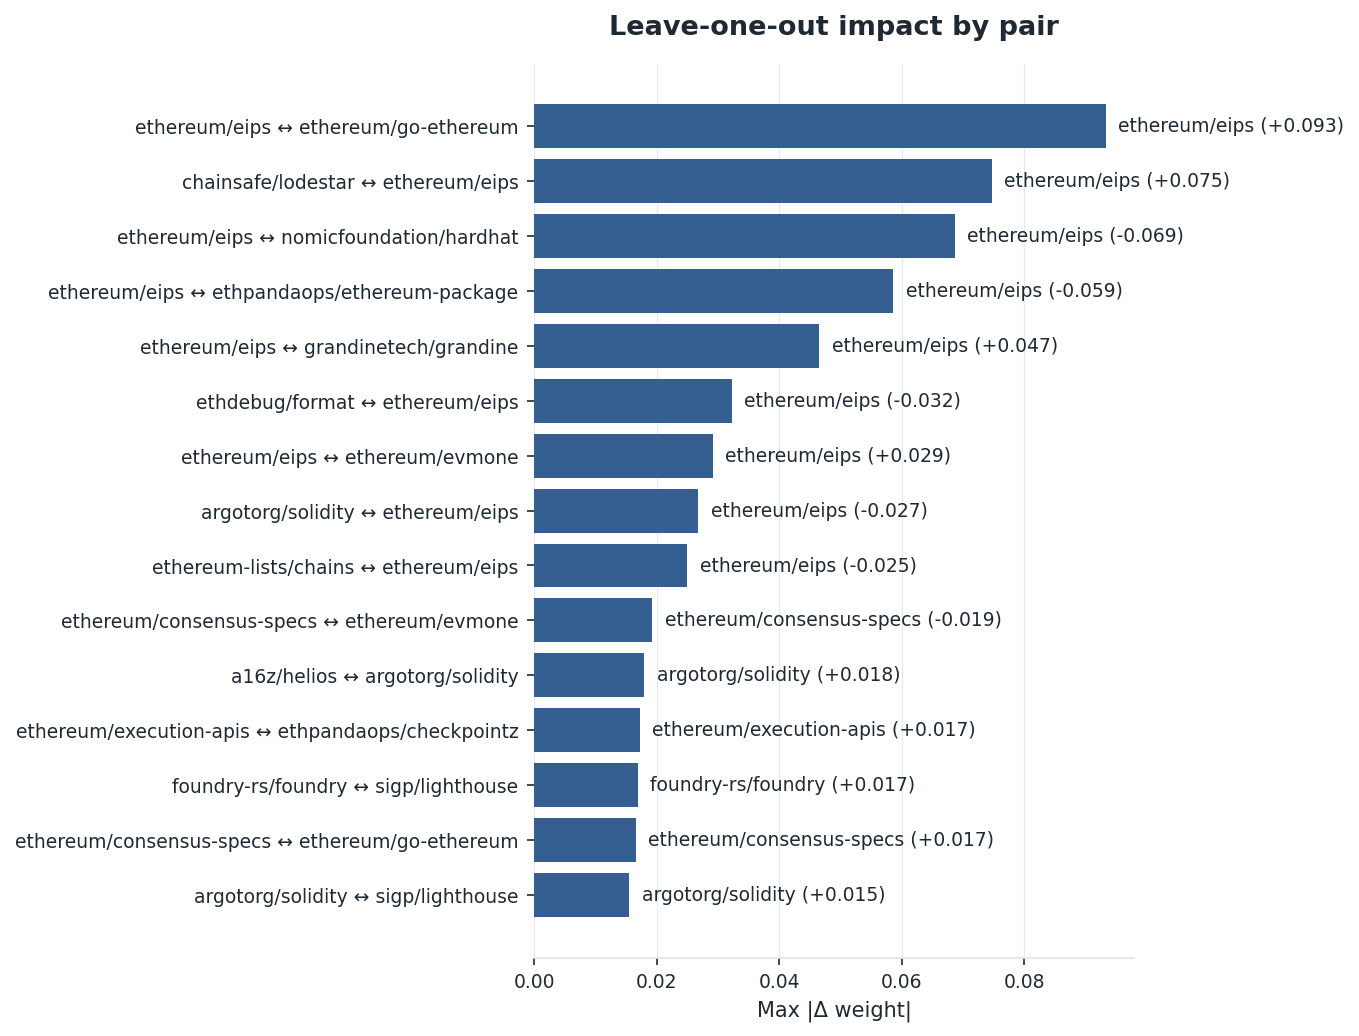 Leave-one-out impact by pair
ethereum/eips ↔ ethereum/go-ethereum ethereum/eips (+0.093)
chainsafe/lodestar ↔ ethereum/eips ethereum/eips (+0.075)
ethereum/eips ↔ nomicfoundation/hardhat ethereum/eips (-0.069)
ethereum/eips ↔ ethpandaops/ethereum-package ethereum/eips (-0.059)
ethereum/eips ↔ grandinetech/grandine ethereum/eips (+0.047)
ethdebug/format ↔ ethereum/eips ethereum/eips (-0.032)
ethereum/eips ↔ ethereum/evmone ethereum/eips (+0.029)
argotorg/solidity ↔ ethereum/eips ethereum/eips (-0.027)
ethereum-lists/chains ↔ ethereum/eips ethereum/eips (-0.025)
ethereum/consensus-specs ↔ ethereum/evmone ethereum/consensus-specs (-0.019)
a16z/helios ↔ argotorg/solidity argotorg/solidity (+0.018)
ethereum/execution-apis ↔ ethpandaops/checkpointz ethereum/execution-apis (+0.017)
foundry-rs/foundry ↔ sigp/lighthouse foundry-rs/foundry (+0.017)
ethereum/consensus-specs ↔ ethereum/go-ethereum ethereum/consensus-specs (+0.017)
argotorg/solidity ↔ sigp/lighthouse argotorg/solidity (+0.015)
0.00 0.02 0.04 0.06 0.08
Max |Δ weight|